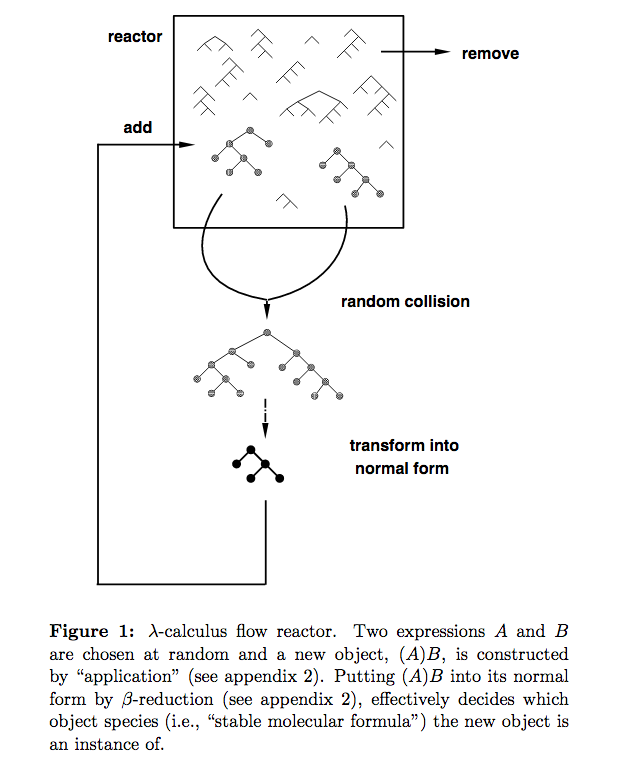 reactor
remove
add
random collision
transform into
normal form
Figure 1: λ-calculus flow reactor. Two expressions A and B
are chosen at random and a new object, (A)B, is constructed
by “application” (see appendix 2). Putting (A)B into its normal
form by β-reduction (see appendix 2), effectively decides which
object species (i.e., “stable molecular formula”) the new object is
an instance of.